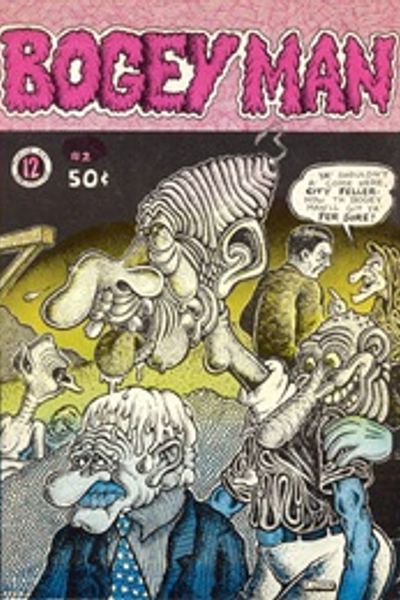 BOGEY MAN
12
#2
50¢
YA' SHOULDN'T
A' COME HERE,
CITY FELLER.
NOW TH' BOGEY
MAN'LL GIT YA'
FER SURE!